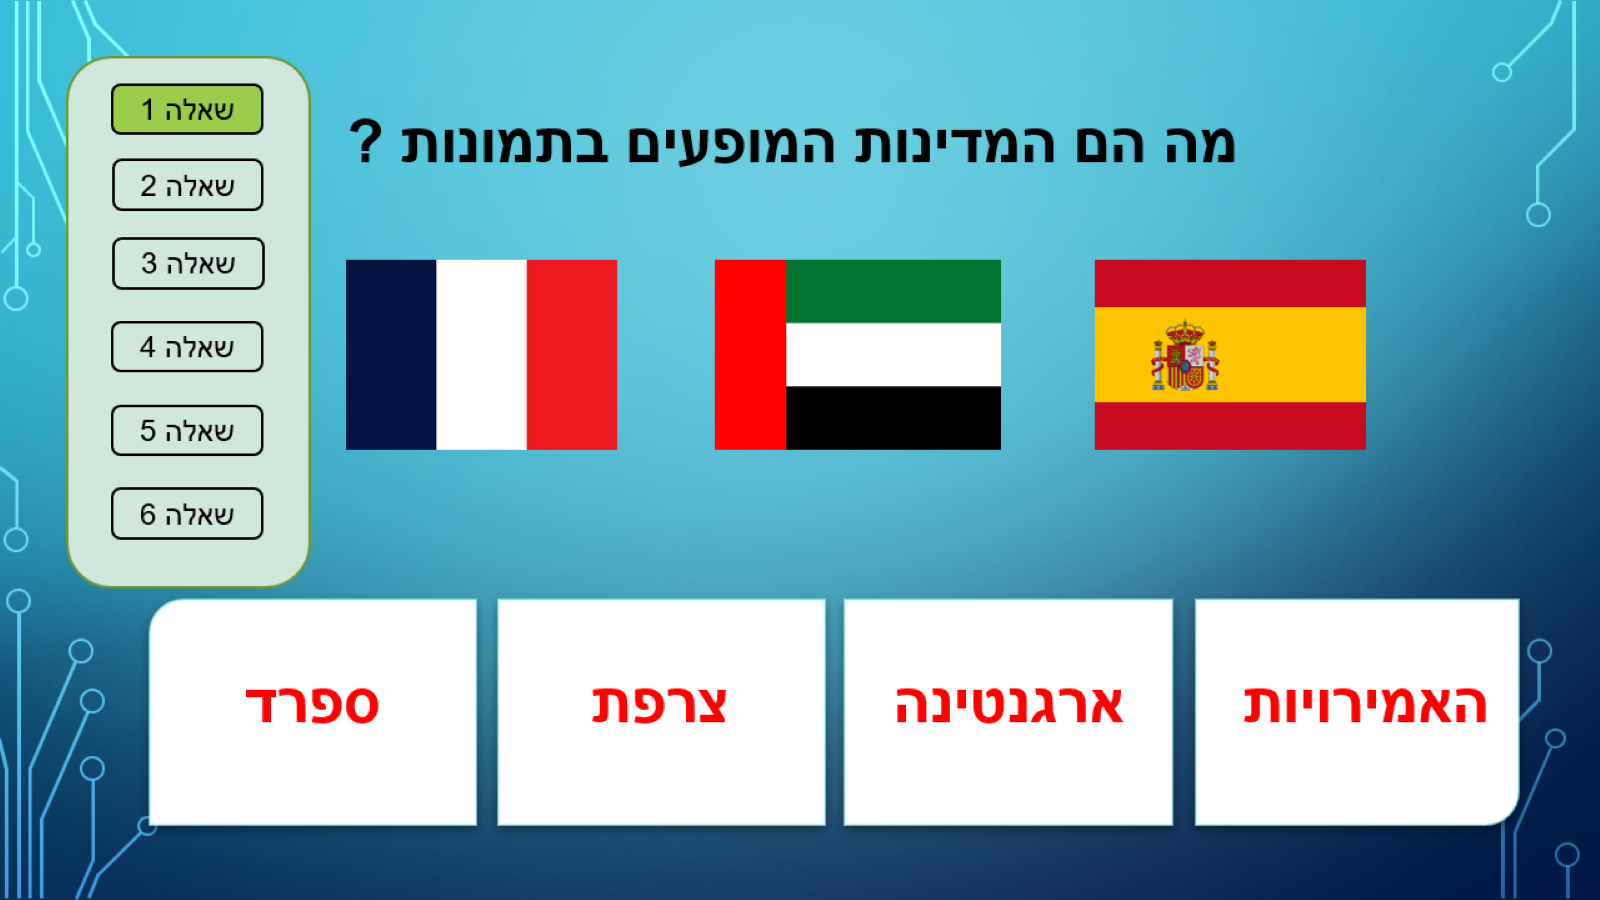 מה הם המדינות המופעים בתמונות ?
שאלה 1
שאלה 2
שאלה 3
שאלה 4
שאלה 5
שאלה 6
האמירויות
ארגנטינה
צרפת
ספרד